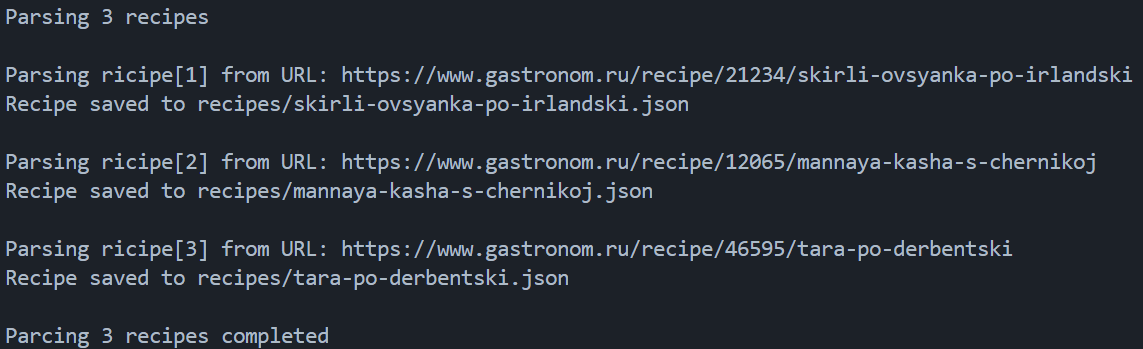 Parsing 3 recipes
Parsing ricipe[1] from URL: https://www.gastronom.ru/recipe/21234/skirli-ovsyanka-po-irlandski
Recipe saved to recipes/skirli-ovsyanka-po-irlandski.json
Parsing ricipe[2] from URL: https://www.gastronom.ru/recipe/12065/mannaya-kasha-s-chernikoj
Recipe saved to recipes/mannaya-kasha-s-chernikoj.json
Parsing ricipe[3] from URL: https://www.gastronom.ru/recipe/46595/tara-po-derbentski
Recipe saved to recipes/tara-po-derbentski.json
Parcing 3 recipes completed